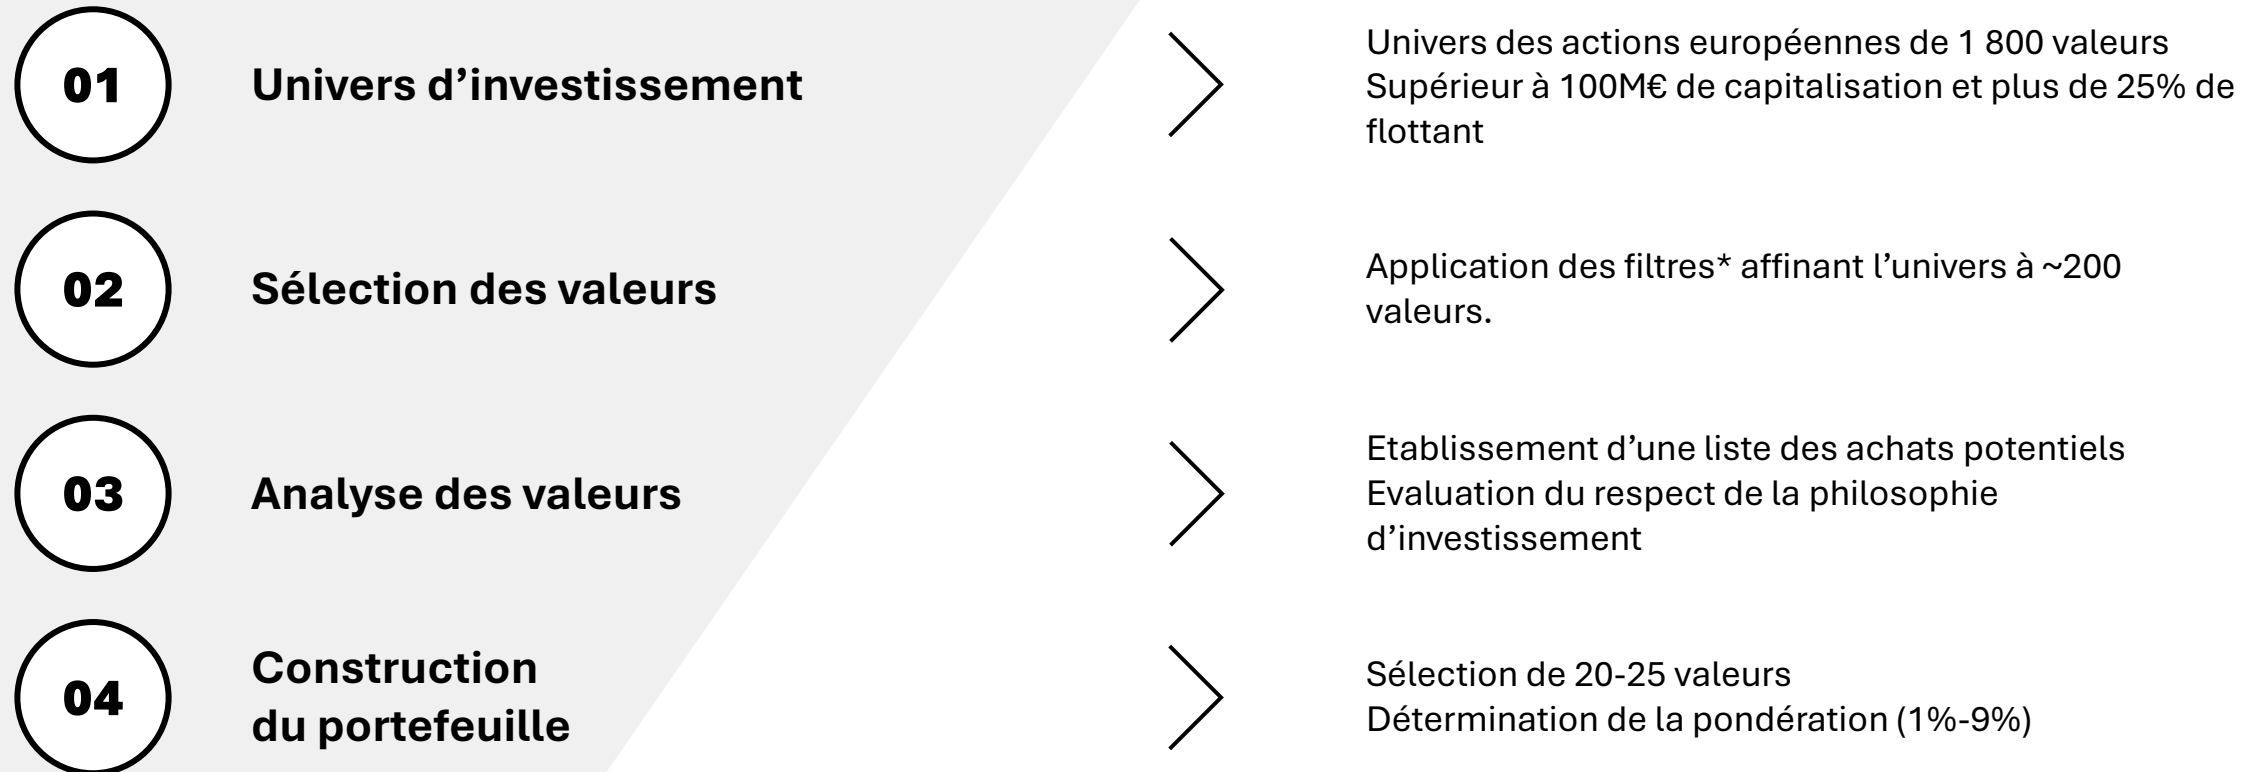 01
Univers d’investissement
Univers des actions européennes de 1 800 valeurs
Supérieur à 100M€ de capitalisation et plus de 25% de
flottant
02
Sélection des valeurs
Application des filtres* affinant l’univers à ~200
valeurs.
03
Analyse des valeurs
Etablissement d’une liste des achats potentiels
Evaluation du respect de la philosophie
d’investissement
04
Construction
du portefeuille
Sélection de 20-25 valeurs
Détermination de la pondération (1%-9%)